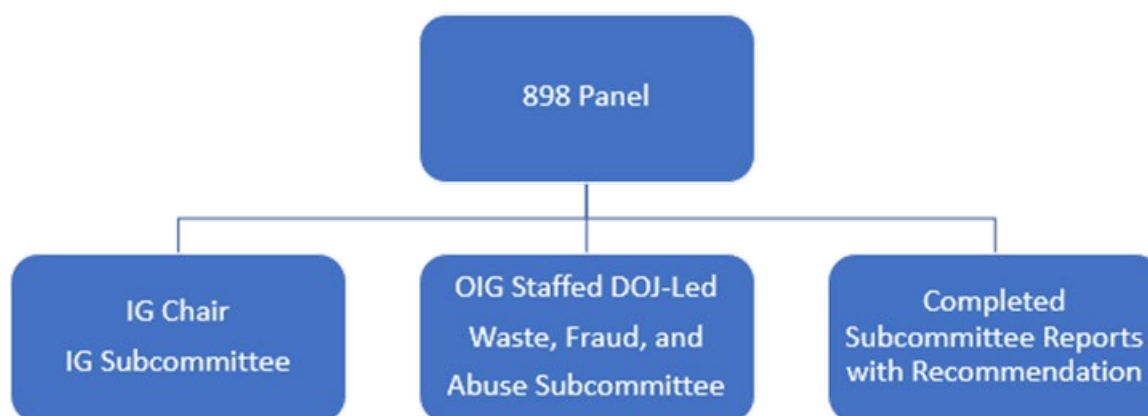 898 Panel
IG Chair
IG Subcommittee
OIG Staffed DOJ-Led
Waste, Fraud, and
Abuse Subcommittee
Completed
Subcommittee Reports
with Recommendation